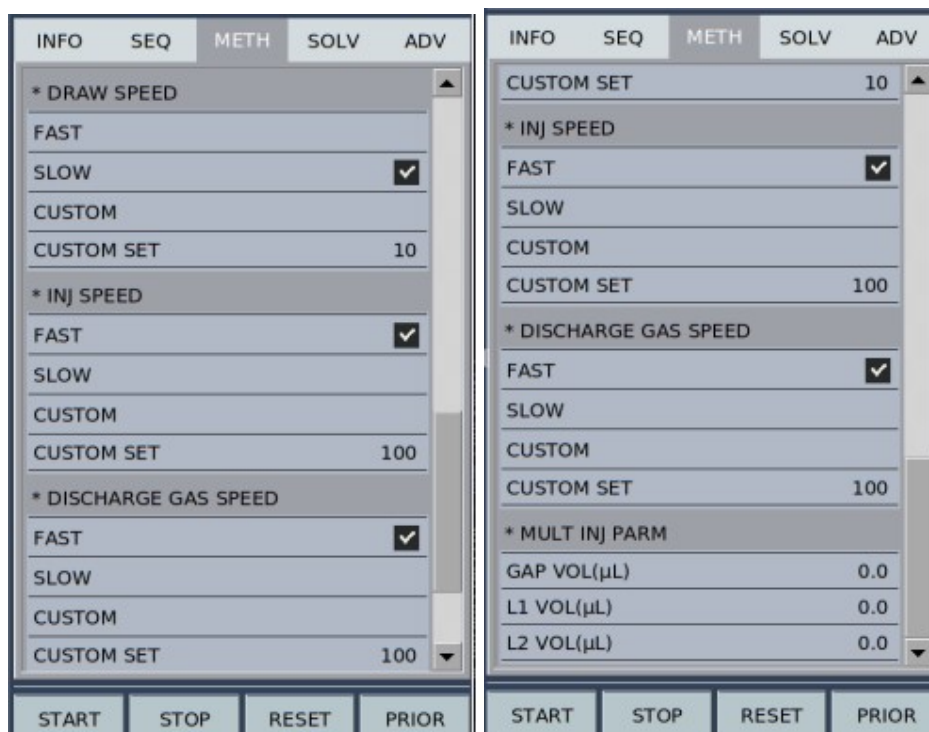 INFO SEQ METH SOLV ADV
* DRAW SPEED
FAST
SLOW
CUSTOM
CUSTOM SET 10
* INJ SPEED
FAST
SLOW
CUSTOM
CUSTOM SET 100
* DISCHARGE GAS SPEED
FAST
SLOW
CUSTOM
CUSTOM SET 100
START STOP RESET PRIOR
INFO SEQ METH SOLV ADV
CUSTOM SET 10
* INJ SPEED
FAST
SLOW
CUSTOM
CUSTOM SET 100
* DISCHARGE GAS SPEED
FAST
SLOW
CUSTOM
CUSTOM SET 100
* MULT INJ PARM
GAP VOL(μL) 0.0
L1 VOL(μL) 0.0
L2 VOL(μL) 0.0
START STOP RESET PRIOR